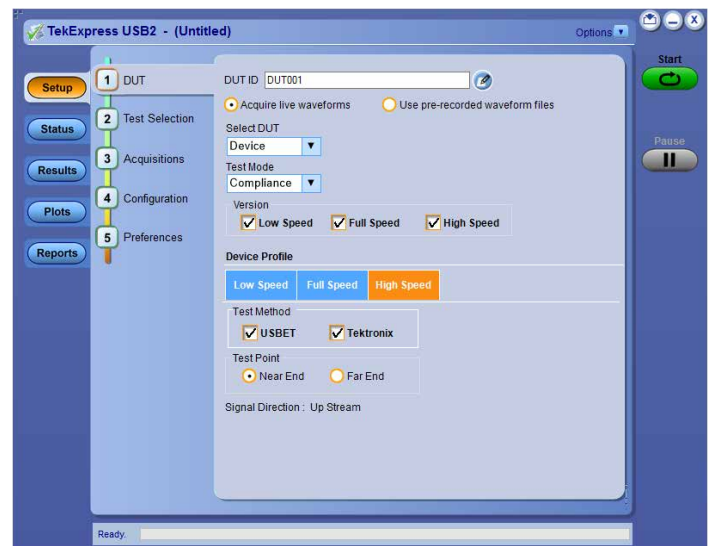 TekExpress USB2 - (Untitled)
Options
Start
Pause
Setup
Status
Results
Plots
Reports
1 DUT
2 Test Selection
3 Acquisitions
4 Configuration
5 Preferences
DUT ID DUT001
Acquire live waveforms Use pre-recorded waveform files
Select DUT
Device
Test Mode
Compliance
Version
Low Speed Full Speed High Speed
Device Profile
Low Speed Full Speed High Speed
Test Method
USBET Tektronix
Test Point
Near End Far End
Signal Direction : Up Stream
Ready.